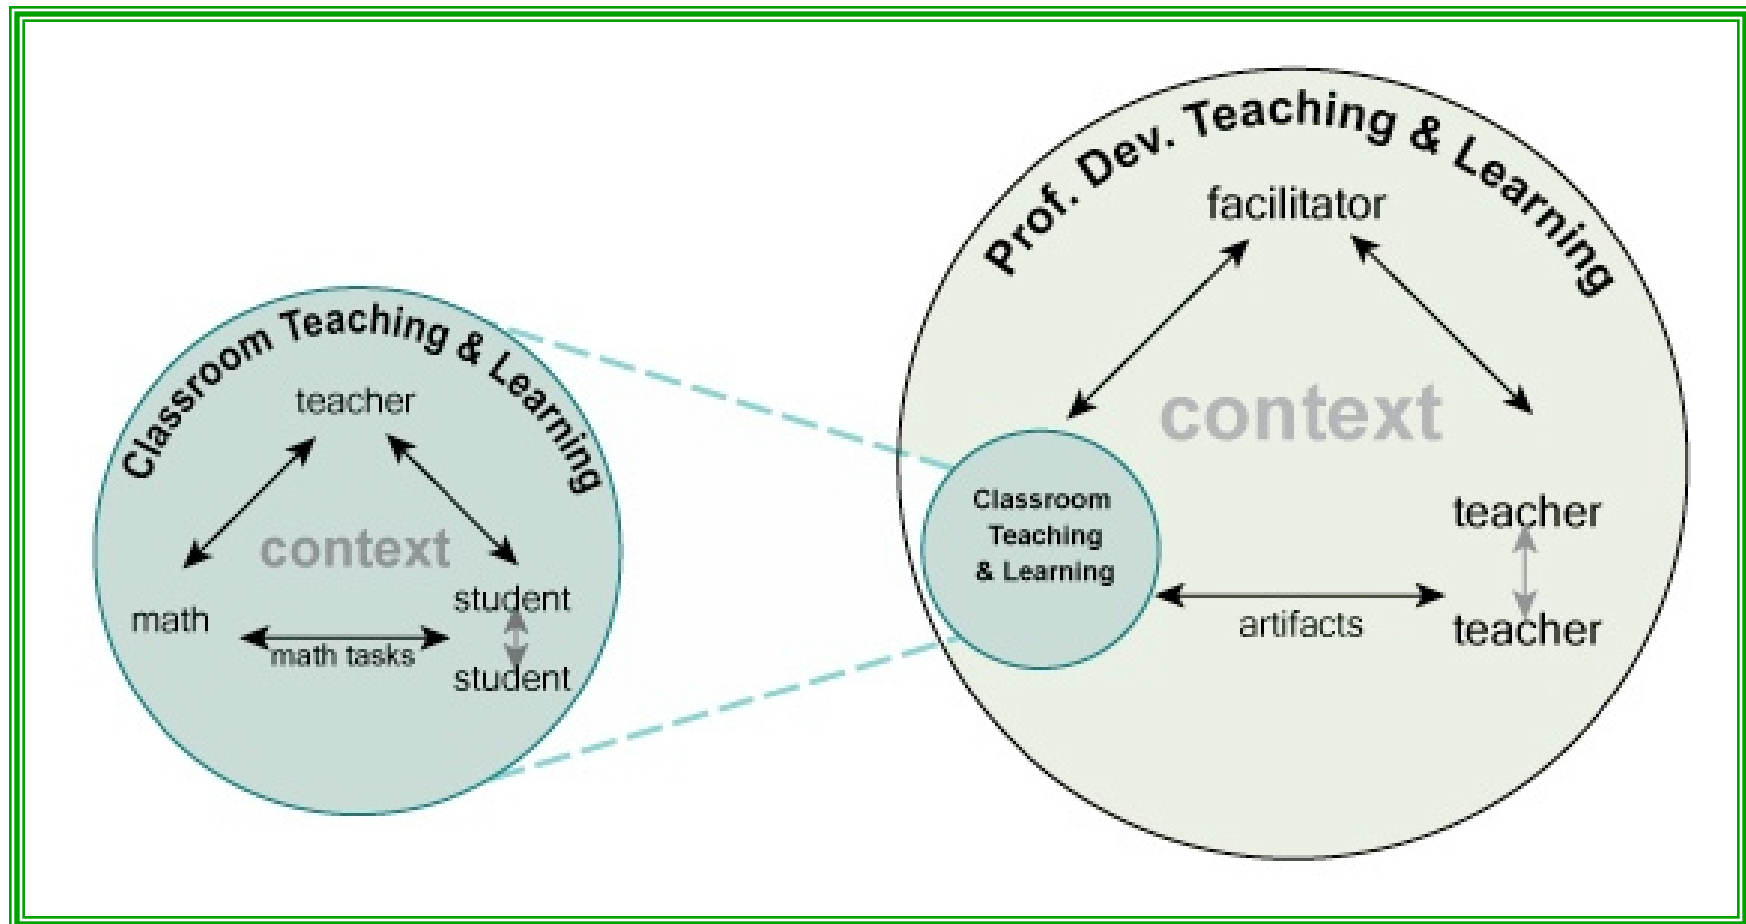 Classroom Teaching & Learning
teacher
context
math
student
math tasks
student
Prof. Dev. Teaching & Learning
facilitator
context
Classroom
Teaching
& Learning
teacher
artifacts
teacher